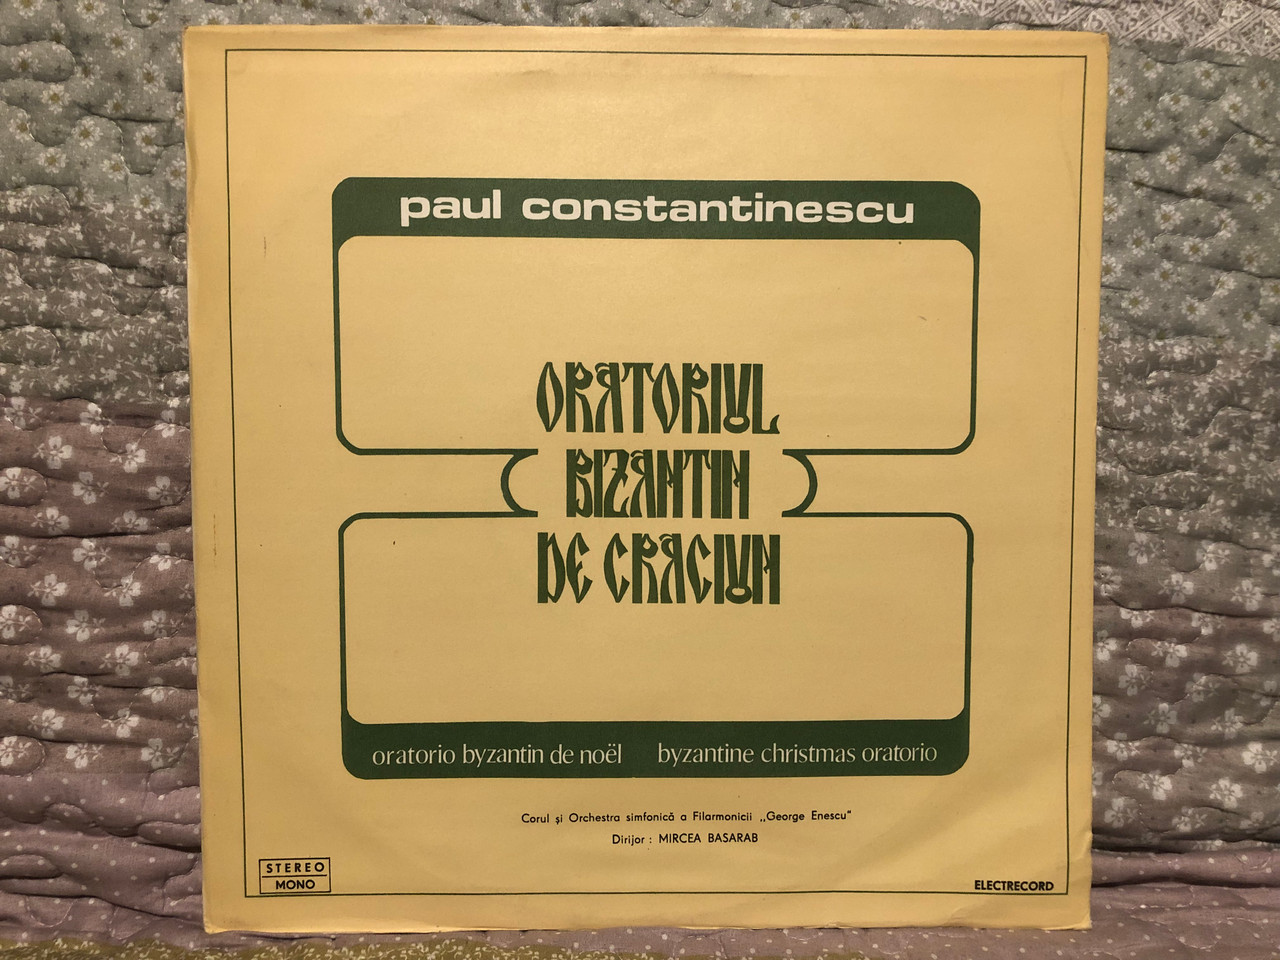 paul constantinescu
ORATORIUL
BIZANTIN
DE CRACIUN
oratorio byzantin de noël byzantine christmas oratorio
Corul și Orchestra simfonică a Filarmonicii ,,George Enescu"
Dirijor : MIRCEA BASARAB
STEREO
MONO
ELECTRECORD